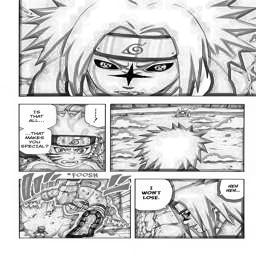 IS
THAT
ALL...
...THAT
MAKES YOU
SPECIAL?
...!
*FOOSH
I
WON'T
LOSE.
HEH
HEH...